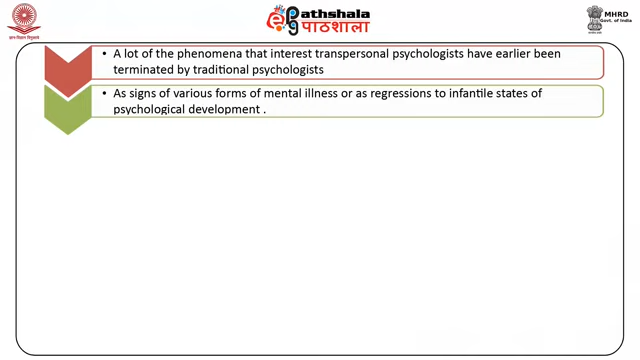 ePathshala
पाठशाला
MHRD
Govt. of India
• A lot of the phenomena that interest transpersonal psychologists have earlier been
terminated by traditional psychologists
• As signs of various forms of mental illness or as regressions to infantile states of
psychological development .